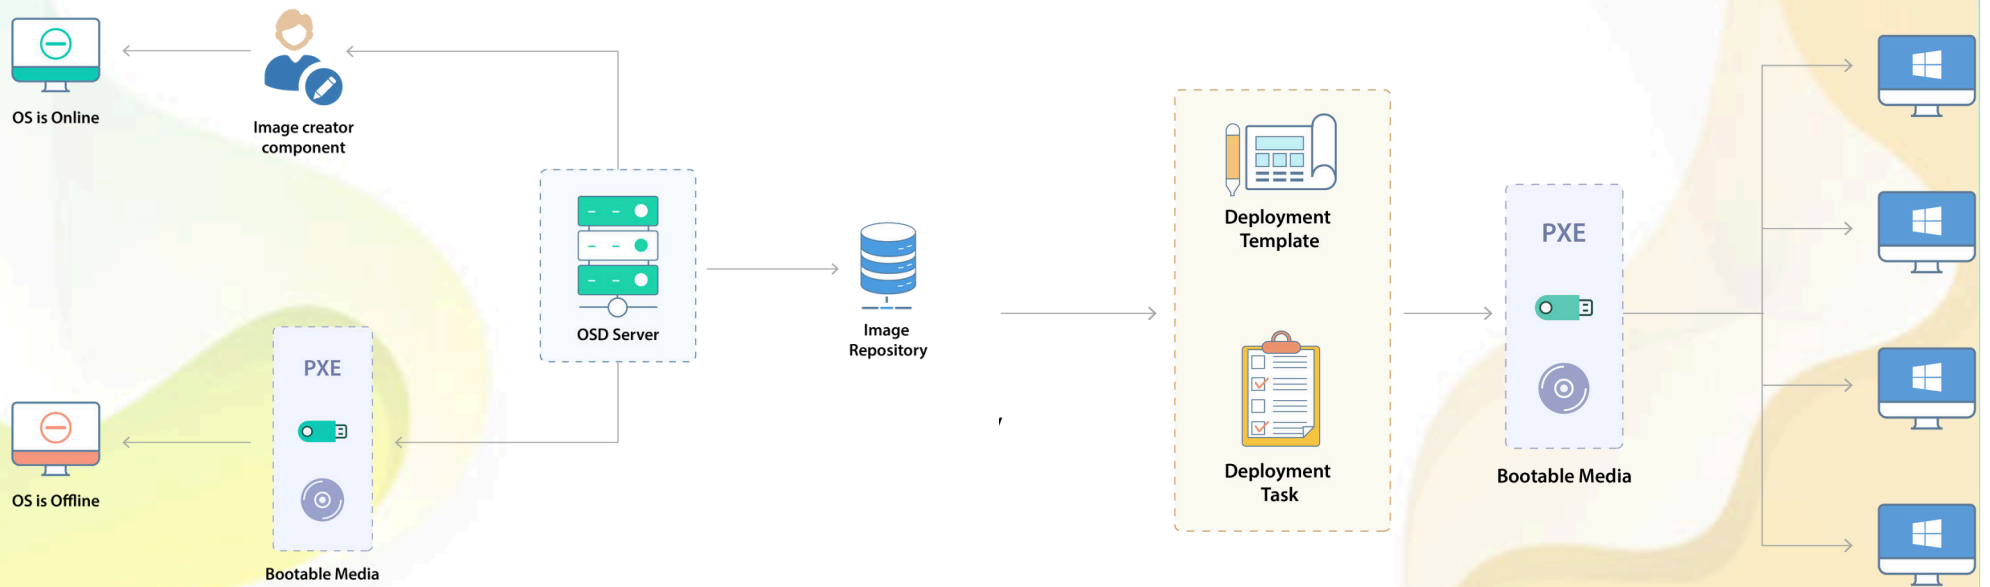 OS is Online
Image creator
component
OSD Server
Image
Repository
PXE
OS is Offline
Bootable Media
Deployment
Template
Deployment
Task
PXE
Bootable Media